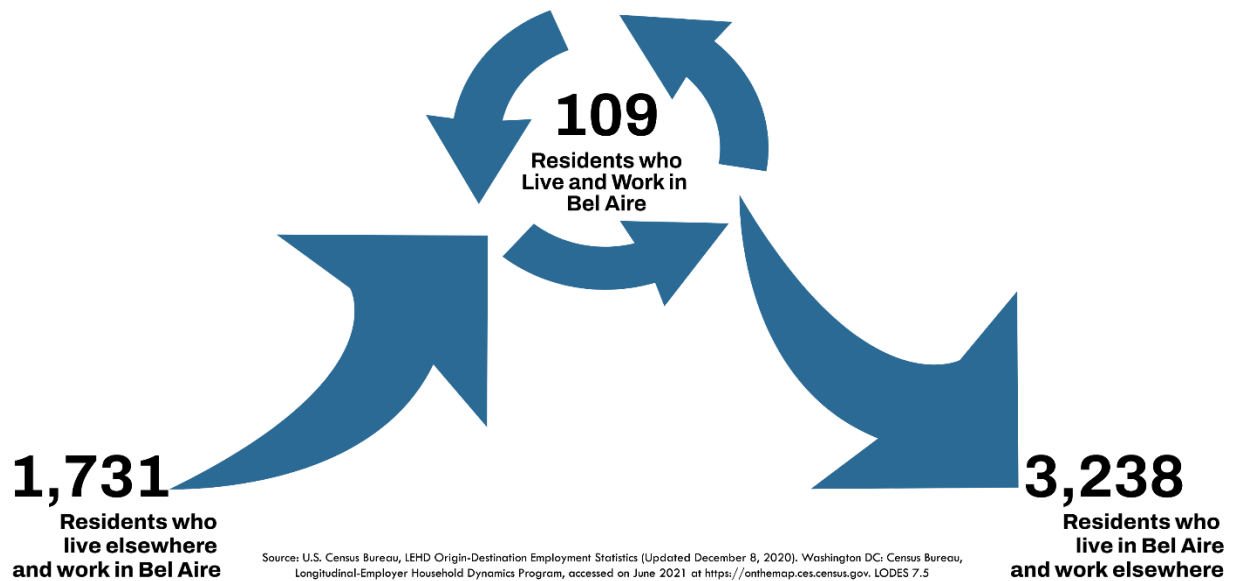 109
Residents who
Live and Work in
Bel Aire
1,731
Residents who
live elsewhere
and work in Bel Aire
3,238
Residents who
live in Bel Aire
and work elsewhere
Source: U.S. Census Bureau, LEHD Origin-Destination Employment Statistics (Updated December 8, 2020). Washington DC: Census Bureau,
Longitudinal-Employer Household Dynamics Program, accessed on June 2021 at https://onthemap.ces.census.gov. LODES 7.5